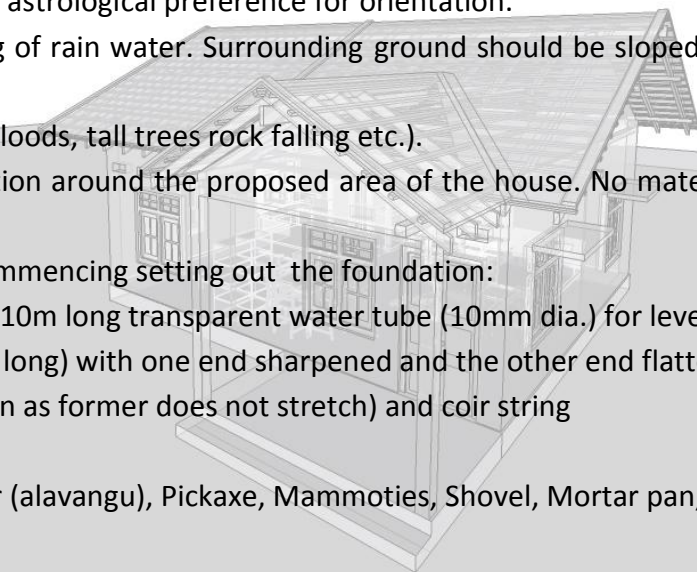 astrological preference for orientation.
g of rain water. Surrounding ground should be sloped
loods, tall trees rock falling etc.).
tion around the proposed area of the house. No mate
mmencing setting out the foundation:
10m long transparent water tube (10mm dia.) for leve
long) with one end sharpened and the other end flatt
n as former does not stretch) and coir string
r (alavangu), Pickaxe, Mammoties, Shovel, Mortar pan,